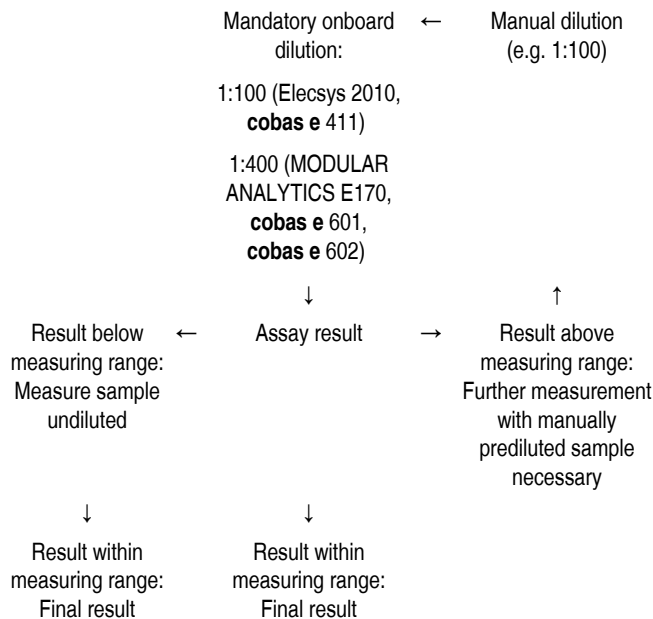 Mandatory onboard dilution: ← Manual dilution (e.g. 1:100)
1:100 (Elecsys 2010,
cobas e 411)
1:400 (MODULAR
ANALYTICS E170,
cobas e 601,
cobas e 602)
↓ ↑
Result below
measuring range:
Measure sample
undiluted
←
Assay result
→
Result above
measuring range:
Further measurement
with manually
prediluted sample
necessary
↓ ↓
Result within
measuring range:
Final result
Result within
measuring range:
Final result